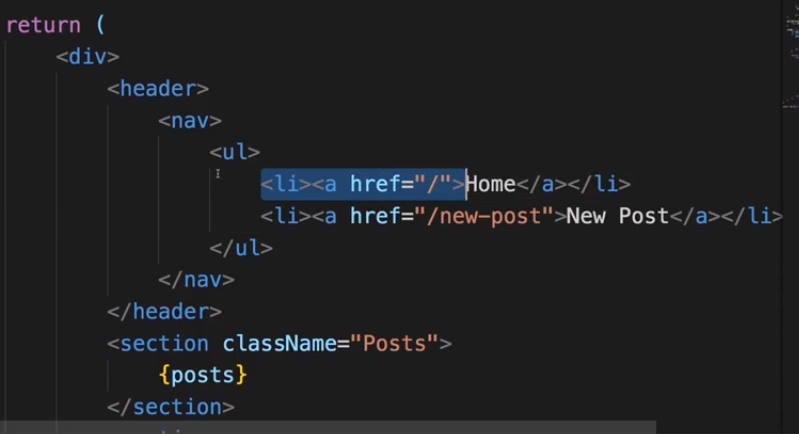 return (
<div>
<header>
<nav>
<ul>
<li><a href="/">Home</a></li>
<li><a href="/new-post">New Post</a></li>
</ul>
</nav>
</header>
<section className="Posts">
{posts}
</section>